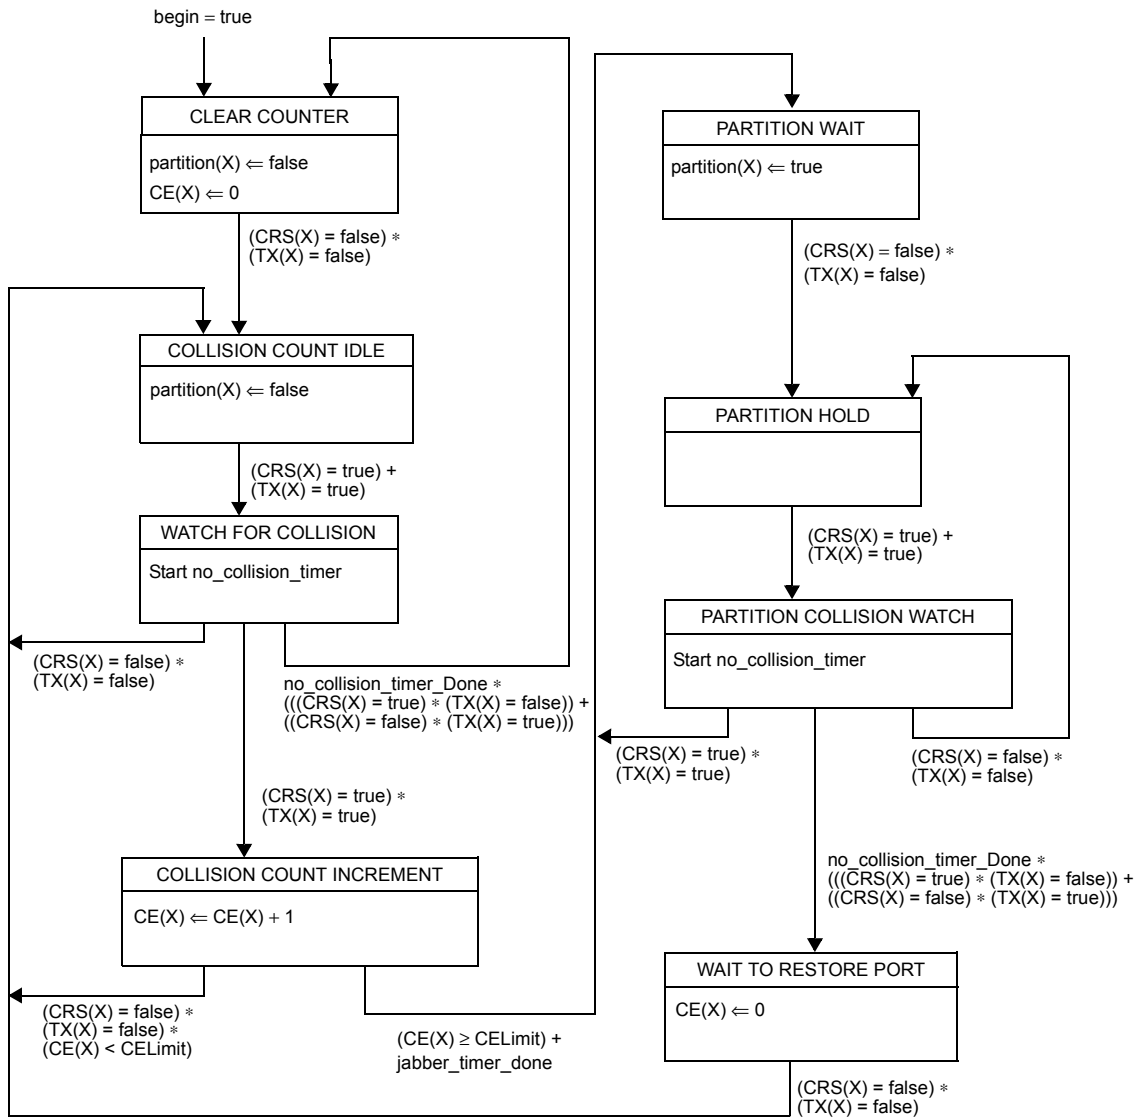 begin = true
CLEAR COUNTER
partition(X) ⇐ false
CE(X) ⇐ 0
(CRS(X) = false) *
(TX(X) = false)
COLLISION COUNT IDLE
partition(X) ⇐ false
(CRS(X) = true) +
(TX(X) = true)
WATCH FOR COLLISION
Start no_collision_timer
(CRS(X) = false) *
(TX(X) = false)
no_collision_timer_Done *
(((CRS(X) = true) * (TX(X) = false)) +
((CRS(X) = false) * (TX(X) = true)))
(CRS(X) = true) *
(TX(X) = true)
COLLISION COUNT INCREMENT
CE(X) ⇐ CE(X) + 1
(CRS(X) = false) *
(TX(X) = false) *
(CE(X) < CELimit)
(CE(X) ≥ CELimit) +
jabber_timer_done
PARTITION WAIT
partition(X) ⇐ true
(CRS(X) = false) *
(TX(X) = false)
PARTITION HOLD
(CRS(X) = true) +
(TX(X) = true)
PARTITION COLLISION WATCH
Start no_collision_timer
(CRS(X) = true) *
(TX(X) = true)
(CRS(X) = false) *
(TX(X) = false)
no_collision_timer_Done *
(((CRS(X) = true) * (TX(X) = false)) +
((CRS(X) = false) * (TX(X) = true)))
WAIT TO RESTORE PORT
CE(X) ⇐ 0
(CRS(X) = false) *
(TX(X) = false)